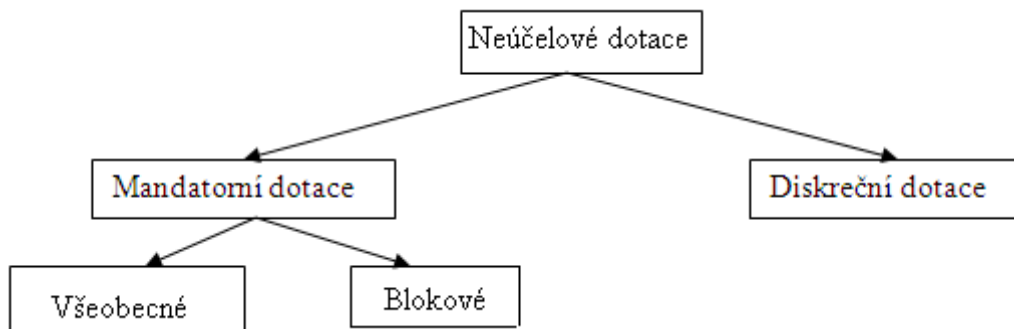 Neúčelové dotace
Mandatorní dotace
Diskreční dotace
Všeobecné
Blokové